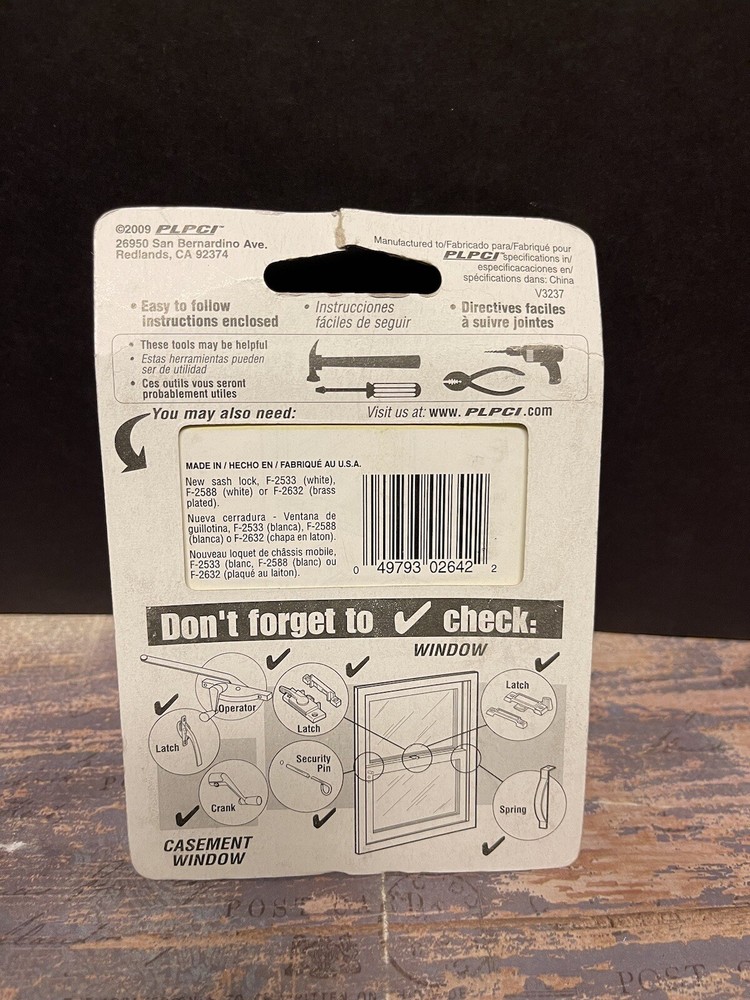 ©2009 PLPCI™
26950 San Bernardino Ave.
Redlands, CA 92374
Manufactured to/Fabricado para/Fabriqué pour
PLPCI™ specifications in/
especificacaciones en/
spécifications dans: China
V3237
• Easy to follow
instructions enclosed
• Instrucciones
fáciles de seguir
• Directives faciles
à suivre jointes
• These tools may be helpful
• Estas herramientas pueden
ser de utilidad
• Ces outils vous seront
probablement utiles
You may also need:
Visit us at: www. PLPCI.com
MADE IN / HECHO EN / FABRIQUÉ AU U.S.A.
New sash lock, F-2533 (white),
F-2588 (white) or F-2632 (brass
plated).
Nueva cerradura - Ventana de
guillotina, F-2533 (blanca), F-2588
(blanca) o F-2632 (chapa en laton).
Nouveau loquet de châssis mobile,
F-2533 (blanc, F-2588 (blanc) ou
F-2632 (plaqué au laiton).
0 49793 02642 2
Don't forget to ✓ check:
WINDOW
Operator
Latch
Latch
Latch
Security
Pin
Crank
Spring
CASEMENT
WINDOW
POST CARD
POST